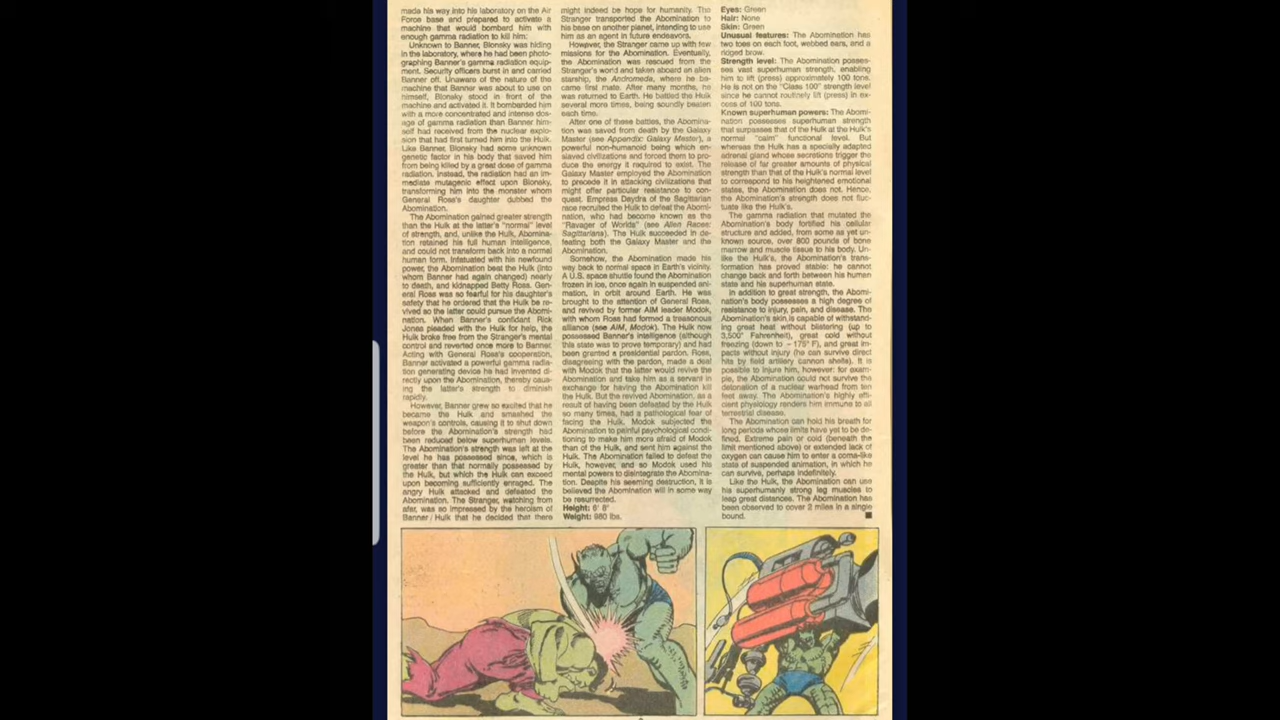 made his way into his laboratory on the Air
Force base and prepared to activate a
machine that would bombard him with
enough gamma radiation to kill him.
Unknown to Banner, Blonsky was hiding
in the laboratory, where he had been photo-
graphing Banner's gamma radiation equip-
ment. Security officers burst in and carried
Banner off. Unaware of the nature of the
machine that Banner was about to use on
himself, Blonsky stood in front of the
machine and activated it. It bombarded him
with a more concentrated and intense dos-
age of gamma radiation than Banner him-
self had received from the nuclear explo-
sion that had first turned him into the Hulk.
Like Banner, Blonsky had some unknown
genetic factor in his body that saved him
from being killed by a great dose of gamma
radiation. Instead, the radiation had an im-
mediate mutagenic effect upon Blonsky,
transforming him into the monster whom
General Ross's daughter dubbed the
Abomination.
The Abomination gained greater strength
than the Hulk at the latter's "normal" level
of strength, and, unlike the Hulk, Abomina-
tion retained his full human intelligence,
and could not transform back into a normal
human form. Infatuated with his newfound
power, the Abomination beat the Hulk (into
whom Banner had again changed) nearly
to death, and kidnapped Betty Ross. Gen-
eral Ross was so fearful for his daughter's
safety that he ordered that the Hulk be re-
vived so the latter could pursue the Abomi-
nation. When Banner's confidant Rick
Jones pleaded with the Hulk for help, the
Hulk broke free from the Stranger's mental
control and reverted once more to Banner.
Acting with General Ross's cooperation,
Banner activated a powerful gamma radia-
tion generating device he had invented di-
rectly upon the Abomination, thereby caus-
ing the latter's strength to diminish
rapidly.
However, Banner grew so excited that he
became the Hulk and smashed the
weapon's controls, causing it to shut down
before the Abomination's strength had
been reduced below superhuman levels.
The Abomination's strength was left at the
level he has possessed since, which is
greater than that normally possessed by
the Hulk, but which the Hulk can exceed
upon becoming sufficiently enraged. The
angry Hulk attacked and defeated the
Abomination. The Stranger, watching from
afar, was so impressed by the heroism of
Banner/Hulk that he decided that there
might indeed be hope for humanity. The
Stranger transported the Abomination to
his base on another planet, intending to use
him as an agent in future endeavors.
However, the Stranger came up with few
missions for the Abomination. Eventually,
the Abomination was rescued from the
Stranger's world and taken aboard an alien
starship, the Andromeda, where he be-
came first mate. After many months, he
was returned to Earth. He battled the Hulk
several more times, being soundly beaten
each time.
After one of these battles, the Abomina-
tion was saved from death by the Galaxy
Master (see Appendix: Galaxy Master), a
powerful non-humanoid being which en-
slaved civilizations and forced them to pro-
duce the energy it required to exist. The
Galaxy Master employed the Abomination
to precede it in attacking civilizations that
might offer particular resistance to con-
quest. Empress Daydra of the Sagittarian
race recruited the Hulk to defeat the Abomi-
nation, who had become known as the
"Ravager of Worlds" (see Alien Races:
Sagittarians). The Hulk succeeded in de-
feating both the Galaxy Master and the
Abomination.
Somehow, the Abomination made his
way back to normal space in Earth's vicinity.
A U.S. space shuttle found the Abomination
frozen in ice, once again in suspended ani-
mation, in orbit around Earth. He was
brought to the attention of General Ross,
and revived by former AIM leader Modok,
with whom Ross had formed a treasonous
alliance (see AIM, Modok). The Hulk now
possessed Banner's intelligence (although
this state was to prove temporary) and had
been granted a presidential pardon. Ross,
disagreeing with the pardon, made a deal
with Modok that the latter would revive the
Abomination and take him as a servant in
exchange for having the Abomination kill
the Hulk. But the revived Abomination, as a
result of having been defeated by the Hulk
so many times, had a pathological fear of
facing the Hulk. Modok subjected the
Abomination to painful psychological condi-
tioning to make him more afraid of Modok
than of the Hulk, and sent him against the
Hulk. The Abomination failed to defeat the
Hulk, however, and so Modok used his
mental powers to disintegrate the Abomina-
tion. Despite his seeming destruction, it is
believed the Abomination will in some way
be resurrected.
Height: 6' 8"
Weight: 980 lbs.
Eyes: Green
Hair: None
Skin: Green
Unusual features: The Abomination has
two toes on each foot, webbed ears, and a
ridged brow.
Strength level: The Abomination posses-
ses vast superhuman strength, enabling
him to lift (press) approximately 100 tons.
He is not on the "Class 100" strength level
since he cannot routinely lift (press) in ex-
cess of 100 tons.
Known superhuman powers: The Abomi-
nation possesses superhuman strength
that surpasses that of the Hulk at the Hulk's
normal "calm" functional level. But
whereas the Hulk has a specially adapted
adrenal gland whose secretions trigger the
release of far greater amounts of physical
strength than that of the Hulk's normal level
to correspond to his heightened emotional
states, the Abomination does not. Hence,
the Abomination's strength does not fluc-
tuate like the Hulk's.
The gamma radiation that mutated the
Abomination's body fortified his cellular
structure and added, from some as yet un-
known source, over 800 pounds of bone
marrow and muscle tissue to his body. Un-
like the Hulk's, the Abomination's trans-
formation has proved stable: he cannot
change back and forth between his human
state and his superhuman state.
In addition to great strength, the Abomi-
nation's body possesses a high degree of
resistance to injury, pain, and disease. The
Abomination's skin is capable of withstand-
ing great heat without blistering (up to
3,500° Fahrenheit), great cold without
freezing (down to −175° F), and great im-
pacts without injury (he can survive direct
hits by field artillery cannon shells). It is
possible to injure him, however: for exam-
ple, the Abomination could not survive the
detonation of a nuclear warhead from ten
feet away. The Abomination's highly effi-
cient physiology renders him immune to all
terrestrial disease.
The Abomination can hold his breath for
long periods whose limits have yet to be de-
fined. Extreme pain or cold (beneath the
limit mentioned above) or extended lack of
oxygen can cause him to enter a coma-like
state of suspended animation, in which he
can survive, perhaps indefinitely.
Like the Hulk, the Abomination can use
his superhumanly strong leg muscles to
leap great distances. The Abomination has
been observed to cover 2 miles in a single
bound.